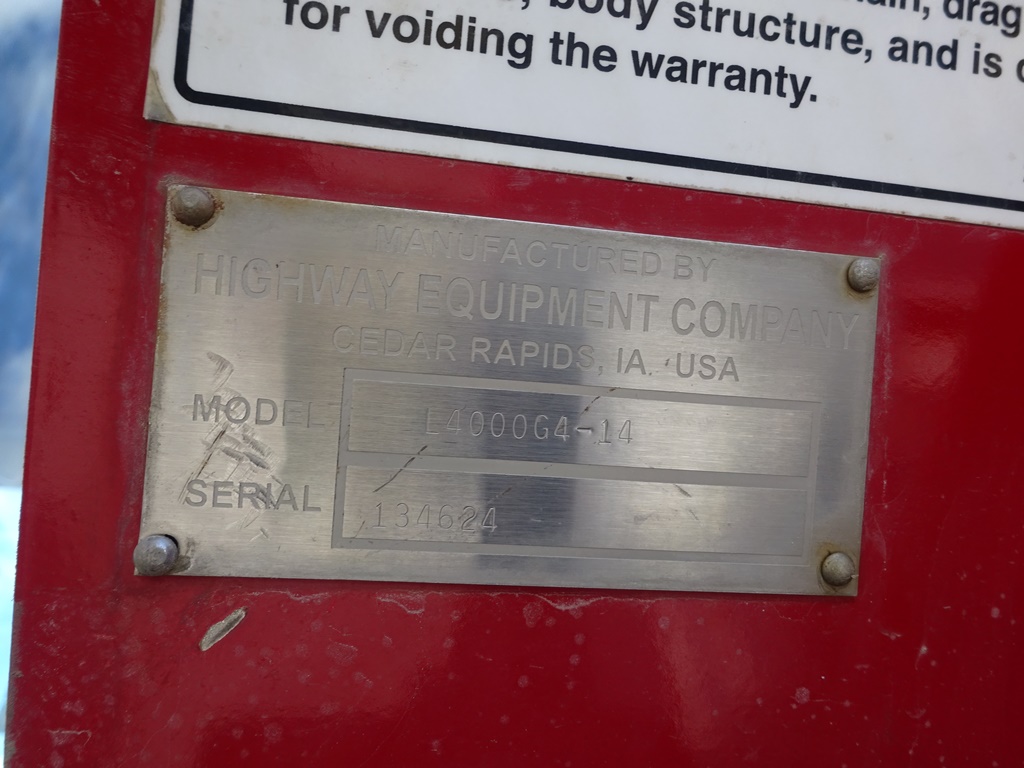 drag
body structure, and is
for voiding the warranty.
MANUFACTURED BY
HIGHWAY EQUIPMENT COMPANY
CEDAR RAPIDS, IA. USA
MODEL L4000G4-14
SERIAL 134624